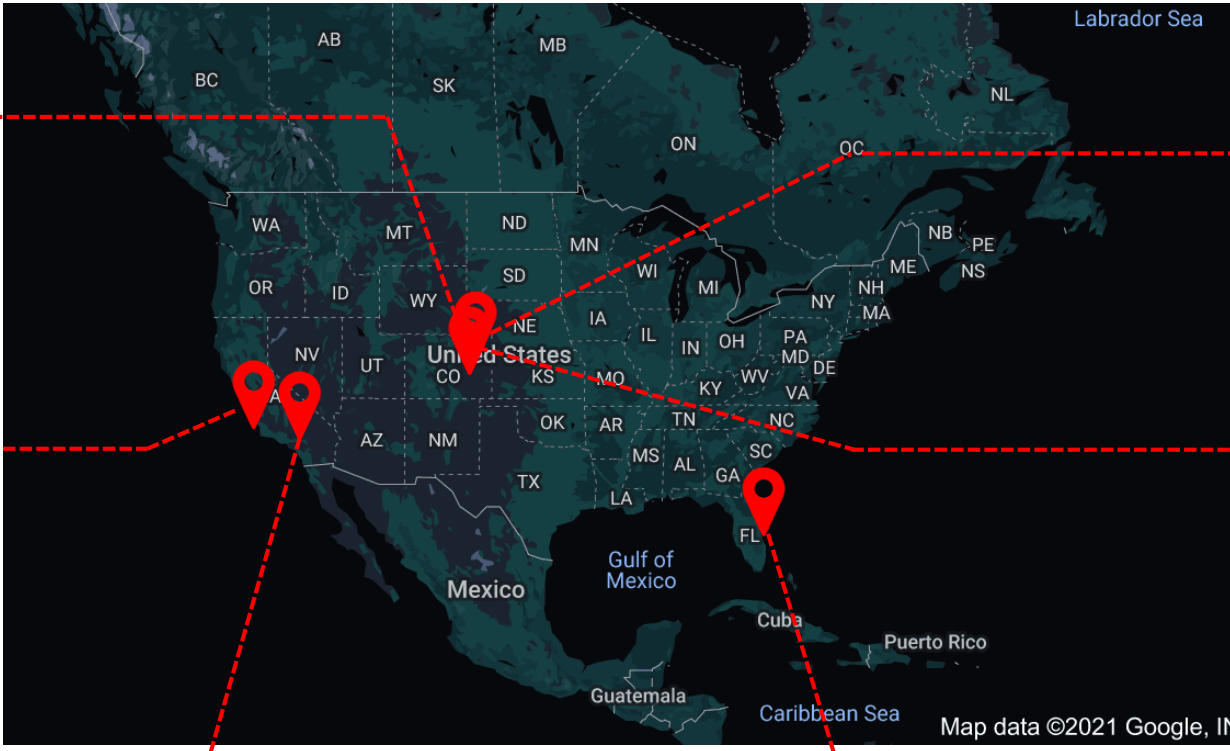 Labrador Sea
AB
MB
BC
SK
NL
ON
QC
WA
ND
MT
MN
NB
PE
ME
NS
SD
WI
OR
ID
WY
MI
NH
NY
MA
NE
IA
IL
OH
PA
IN
MD
NV
United States
UT
CO
KS
MO
WV
DE
KY
VA
A
OK
AR
TN
NC
AZ
NM
SC
MS
AL
GA
TX
LA
FL
Gulf of
Mexico
Mexico
Cuba
Puerto Rico
Guatemala
Caribbean Sea
Map data ©2021 Google, IN